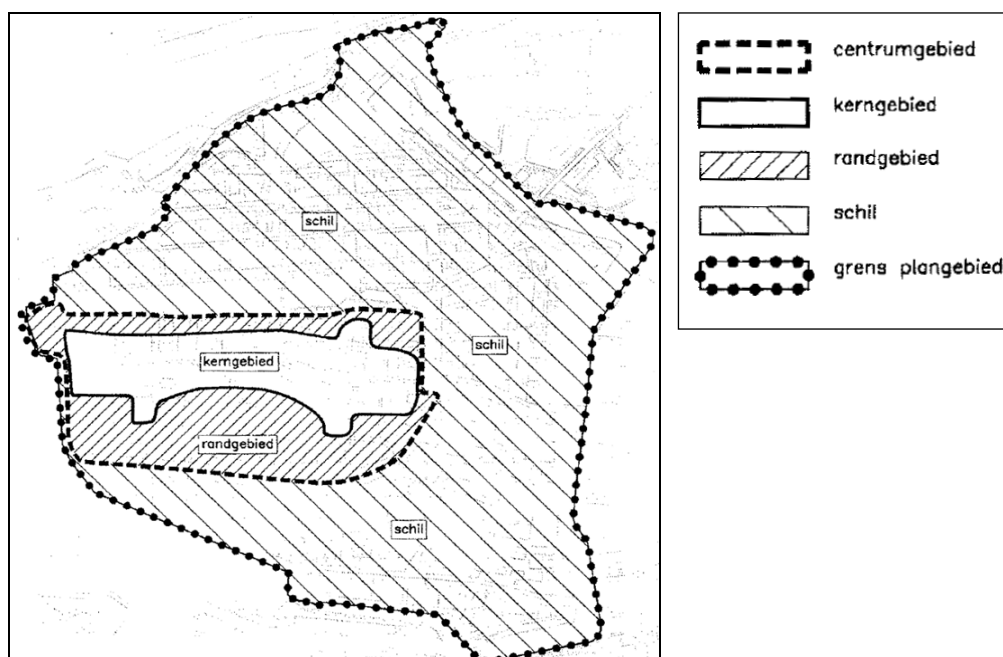 schil
kerngebied
schil
randgebied
schil
centrumgebied
kerngebied
randgebied
schil
grens plangebied